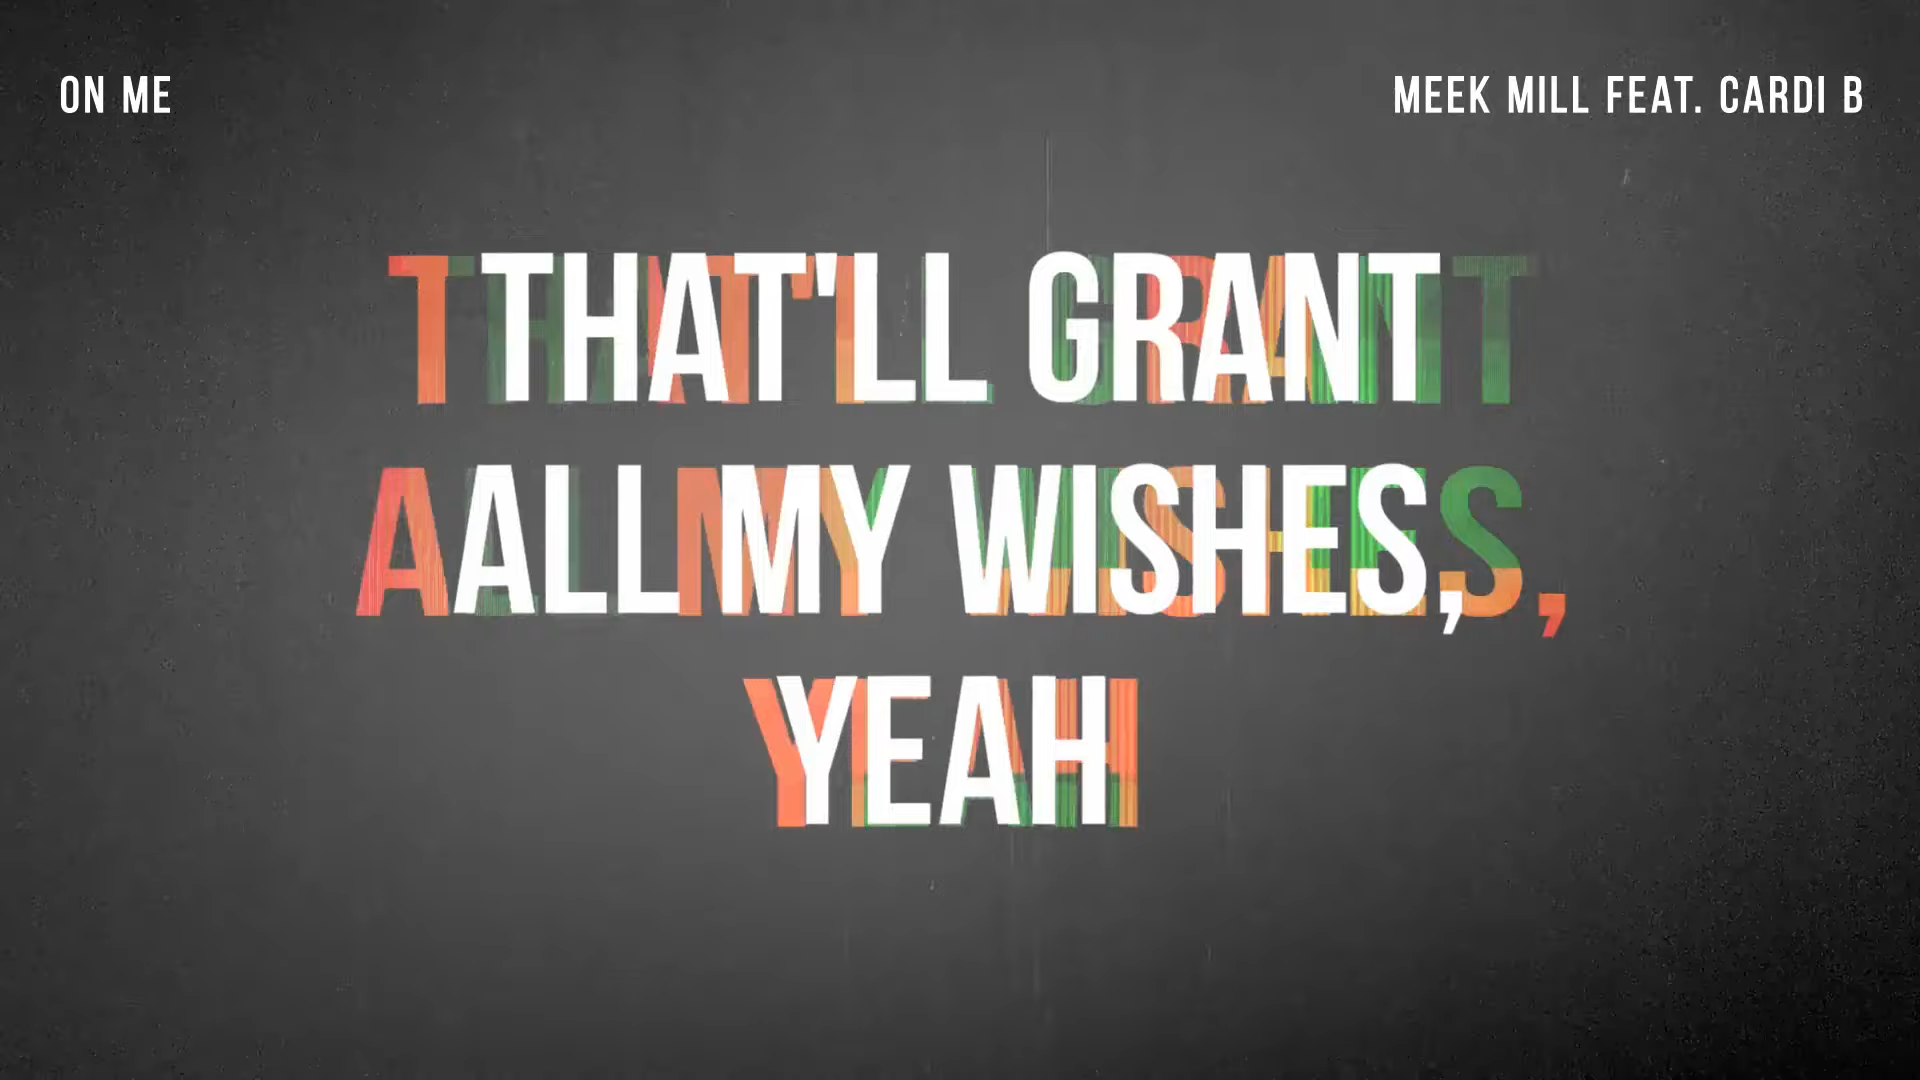 ON ME
MEEK MILL FEAT. CARDI B
THAT'LL GRANT
ALL MY WISHES,
YEAH